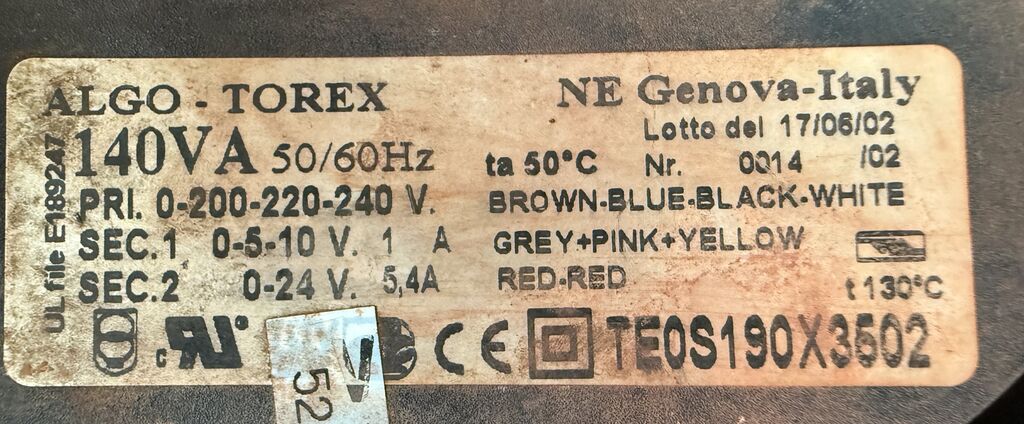 ALGO - TOREX NE Genova-Italy
Lotto del 17/06/02
140VA 50/60Hz ta 50°C Nr. 0014 /02
PRI. 0-200-220-240 V. BROWN-BLUE-BLACK-WHITE
SEC.1 0-5-10 V. 1 A GREY+PINK+YELLOW
SEC.2 0-24 V. 5,4A RED-RED t 130°C
UL file E189247
c RU CE TE0S190X3502
52